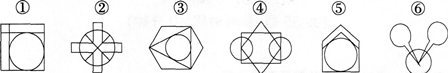 ① ② ③ ④ ⑤ ⑥